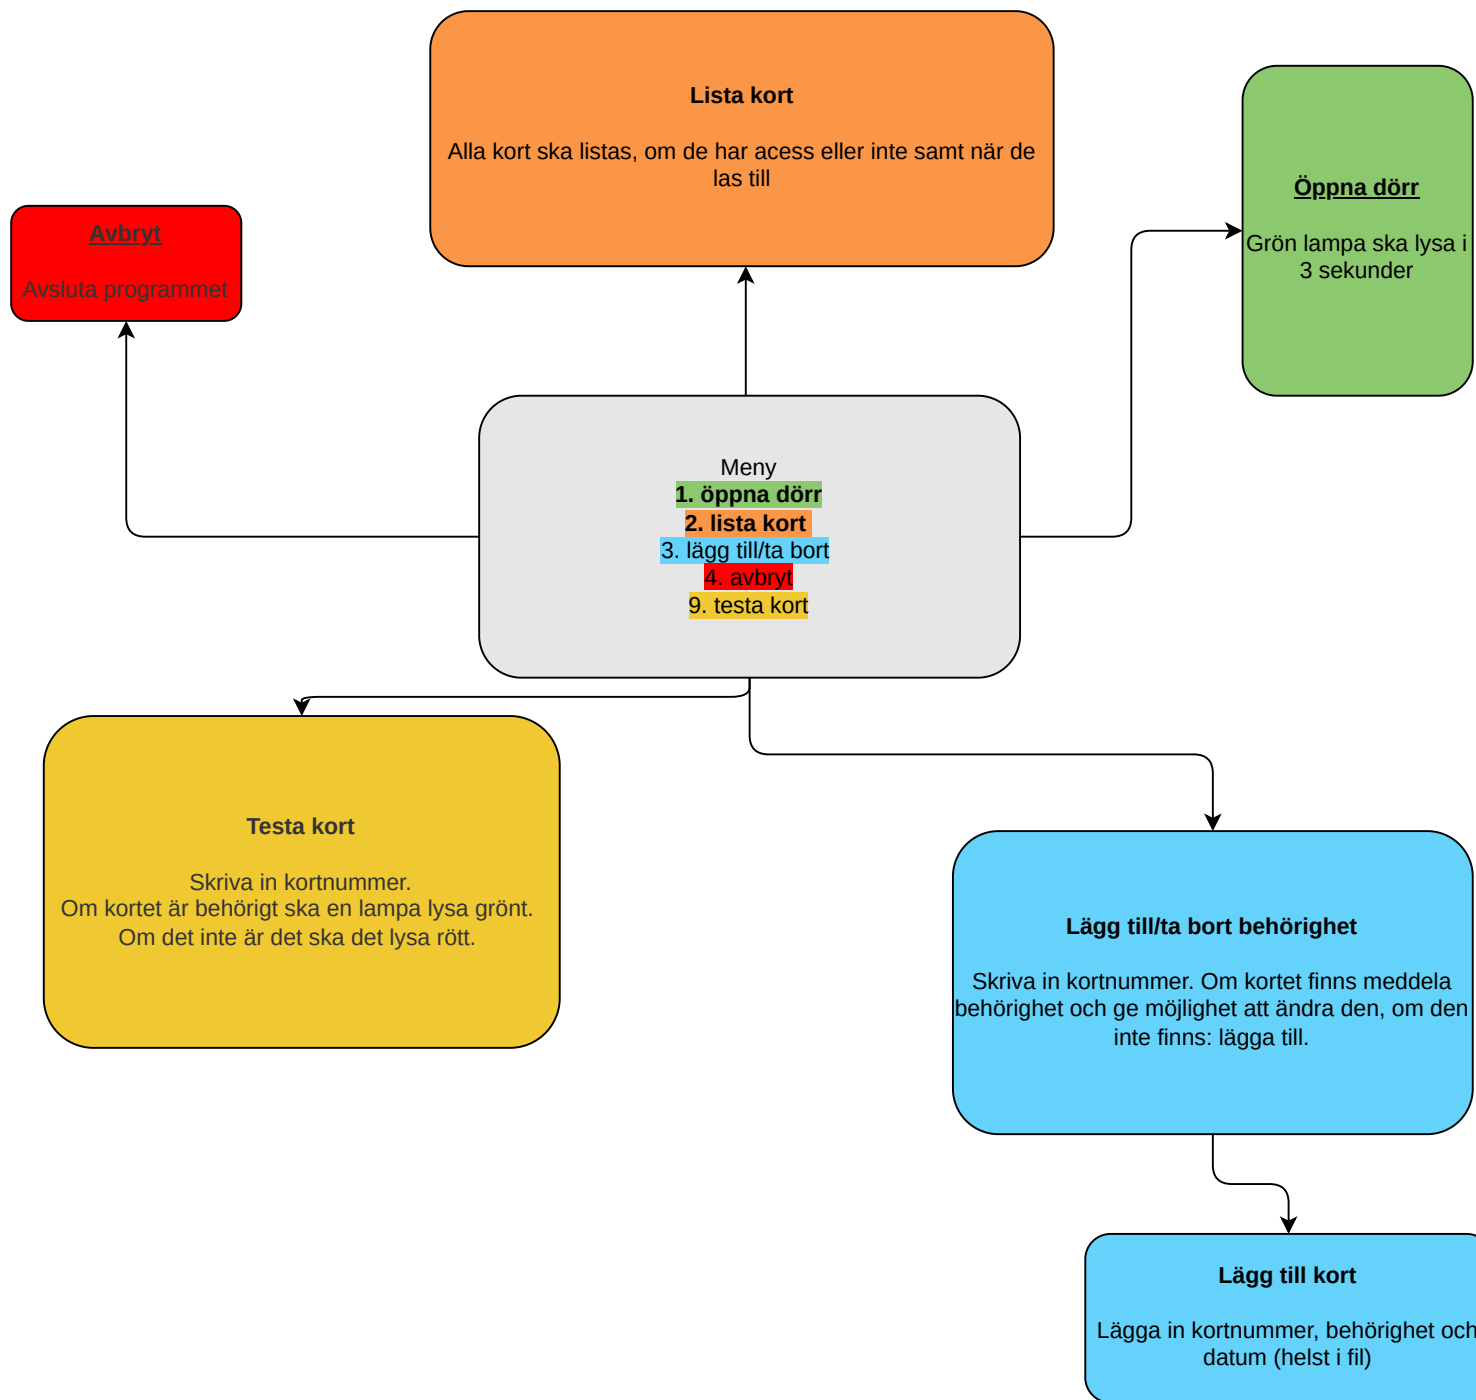 Lista kort
Alla kort ska listas, om de har acess eller inte samt när de
las till
Öppna dörr
Grön lampa ska lysa i
3 sekunder
Avbryt
Avsluta programmet
Meny
1. öppna dörr
2. lista kort
3. lägg till/ta bort
4. avbryt
9. testa kort
Testa kort
Skriva in kortnummer.
Om kortet är behörigt ska en lampa lysa grönt.
Om det inte är det ska det lysa rött.
Lägg till/ta bort behörighet
Skriva in kortnummer. Om kortet finns meddela
behörighet och ge möjlighet att ändra den, om den
inte finns: lägga till.
Lägg till kort
Lägga in kortnummer, behörighet och
datum (helst i fil)